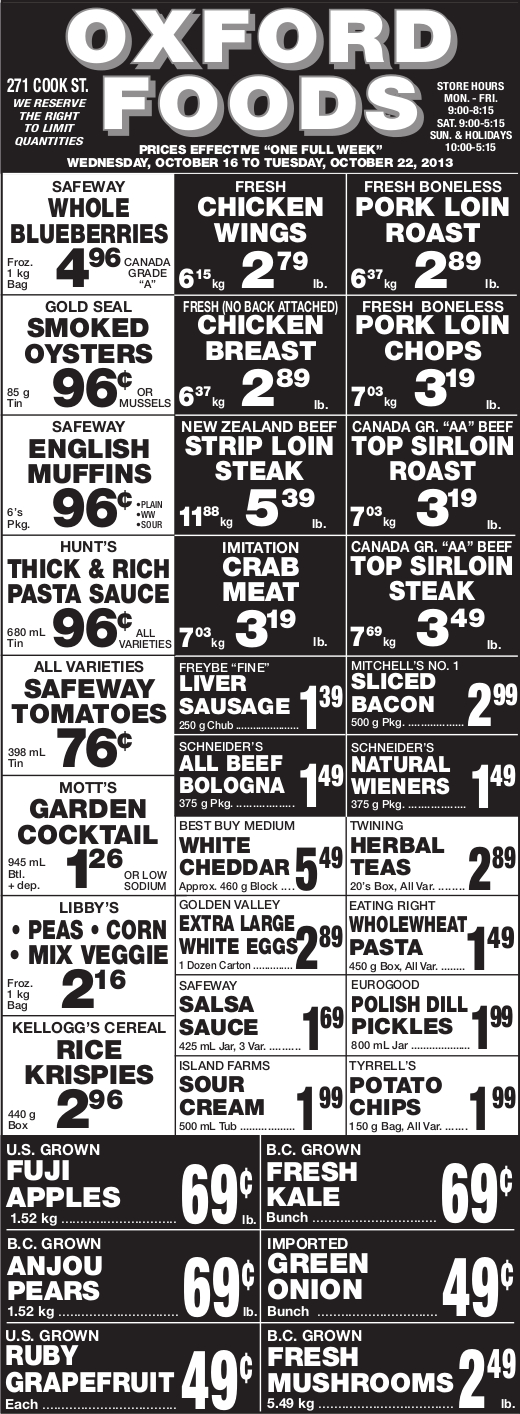 OXFORD
FOODS
271 COOK ST.
WE RESERVE
THE RIGHT
TO LIMIT
QUANTITIES
STORE HOURS
MON. - FRI.
9:00-8:15
SAT. 9:00-5:15
SUN. & HOLIDAYS
10:00-5:15
PRICES EFFECTIVE “ONE FULL WEEK”
WEDNESDAY, OCTOBER 16 TO TUESDAY, OCTOBER 22, 2013
SAFEWAY
WHOLE
BLUEBERRIES
Froz.
1 kg
Bag
4.96
CANADA
GRADE
“A”
FRESH
CHICKEN
WINGS
6.15 kg 2.79 lb.
FRESH BONELESS
PORK LOIN
ROAST
6.37 kg 2.89 lb.
GOLD SEAL
SMOKED
OYSTERS
85 g
Tin
96¢
OR
MUSSELS
FRESH (NO BACK ATTACHED)
CHICKEN
BREAST
6.37 kg 2.89 lb.
FRESH BONELESS
PORK LOIN
CHOPS
7.03 kg 3.19 lb.
SAFEWAY
ENGLISH
MUFFINS
6’s
Pkg.
96¢
•PLAIN
•WW
•SOUR
NEW ZEALAND BEEF
STRIP LOIN
STEAK
11.88 kg 5.39 lb.
CANADA GR. “AA” BEEF
TOP SIRLOIN
ROAST
7.03 kg 3.19 lb.
HUNT’S
THICK & RICH
PASTA SAUCE
680 mL
Tin
96¢
ALL
VARIETIES
IMITATION
CRAB
MEAT
7.03 kg 3.19 lb.
CANADA GR. “AA” BEEF
TOP SIRLOIN
STEAK
7.69 kg 3.49 lb.
ALL VARIETIES
SAFEWAY
TOMATOES
398 mL
Tin
76¢
FREYBE “FINE”
LIVER
SAUSAGE
250 g Chub ..................... 1.39
MITCHELL’S NO. 1
SLICED
BACON
500 g Pkg. .................. 2.99
SCHNEIDER’S
ALL BEEF
BOLOGNA
375 g Pkg. ................... 1.49
SCHNEIDER’S
NATURAL
WIENERS
375 g Pkg. ................... 1.49
MOTT’S
GARDEN
COCKTAIL
945 mL
Btl.
+ dep.
1.26
OR LOW
SODIUM
BEST BUY MEDIUM
WHITE
CHEDDAR
Approx. 460 g Block .... 5.49
TWINING
HERBAL
TEAS
20’s Box, All Var. ........ 2.89
LIBBY’S
• PEAS • CORN
• MIX VEGGIE
Froz.
1 kg
Bag
2.16
GOLDEN VALLEY
EXTRA LARGE
WHITE EGGS
1 Dozen Carton .............. 2.89
EATING RIGHT
WHOLEWHEAT
PASTA
450 g Box, All Var. ........ 1.49
SAFEWAY
SALSA
SAUCE
425 mL Jar, 3 Var. .......... 1.69
EUROGOOD
POLISH DILL
PICKLES
800 mL Jar .................... 1.99
KELLOGG’S CEREAL
RICE
KRISPIES
440 g
Box
2.96
ISLAND FARMS
SOUR
CREAM
500 mL Tub .................. 1.99
TYRRELL’S
POTATO
CHIPS
150 g Bag, All Var. ....... 1.99
U.S. GROWN
FUJI
APPLES
1.52 kg ............................ 69¢ lb.
B.C. GROWN
FRESH
KALE
Bunch .............................. 69¢
B.C. GROWN
ANJOU
PEARS
1.52 kg ............................ 69¢ lb.
IMPORTED
GREEN
ONION
Bunch .............................. 49¢
U.S. GROWN
RUBY
GRAPEFRUIT
Each ................................ 49¢
B.C. GROWN
FRESH
MUSHROOMS
5.49 kg ............................ 2.49 lb.